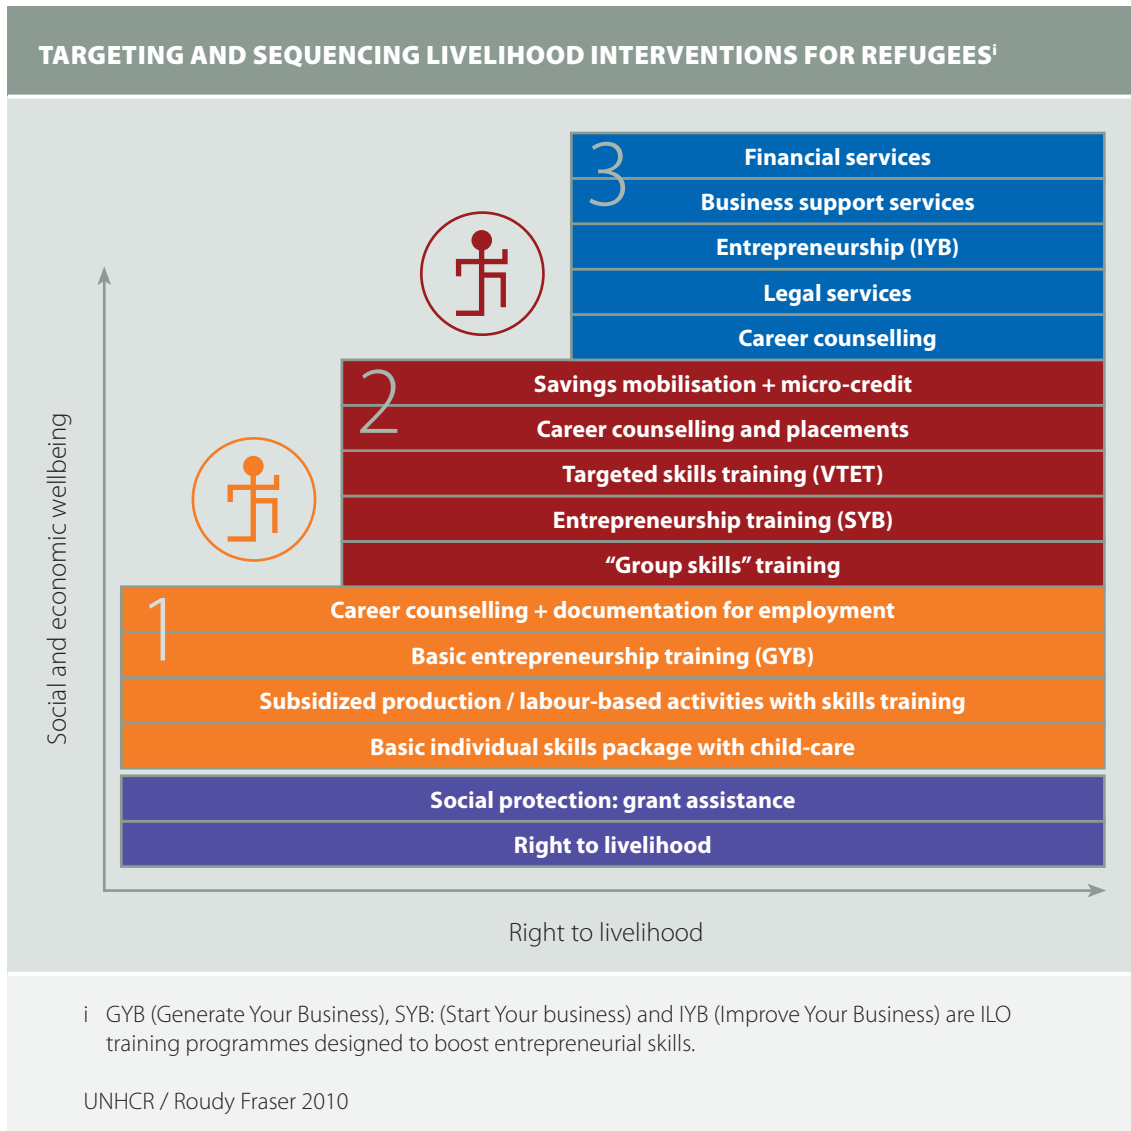 TARGETING AND SEQUENCING LIVELIHOOD INTERVENTIONS FOR REFUGEESⁱ
3
Financial services
Business support services
Entrepreneurship (IYB)
Legal services
Career counselling
2
Savings mobilisation + micro-credit
Career counselling and placements
Targeted skills training (VTET)
Entrepreneurship training (SYB)
“Group skills” training
1
Career counselling + documentation for employment
Basic entrepreneurship training (GYB)
Subsidized production / labour-based activities with skills training
Basic individual skills package with child-care
Social protection: grant assistance
Right to livelihood
Social and economic wellbeing
Right to livelihood
i GYB (Generate Your Business), SYB: (Start Your business) and IYB (Improve Your Business) are ILO
training programmes designed to boost entrepreneurial skills.
UNHCR / Roudy Fraser 2010